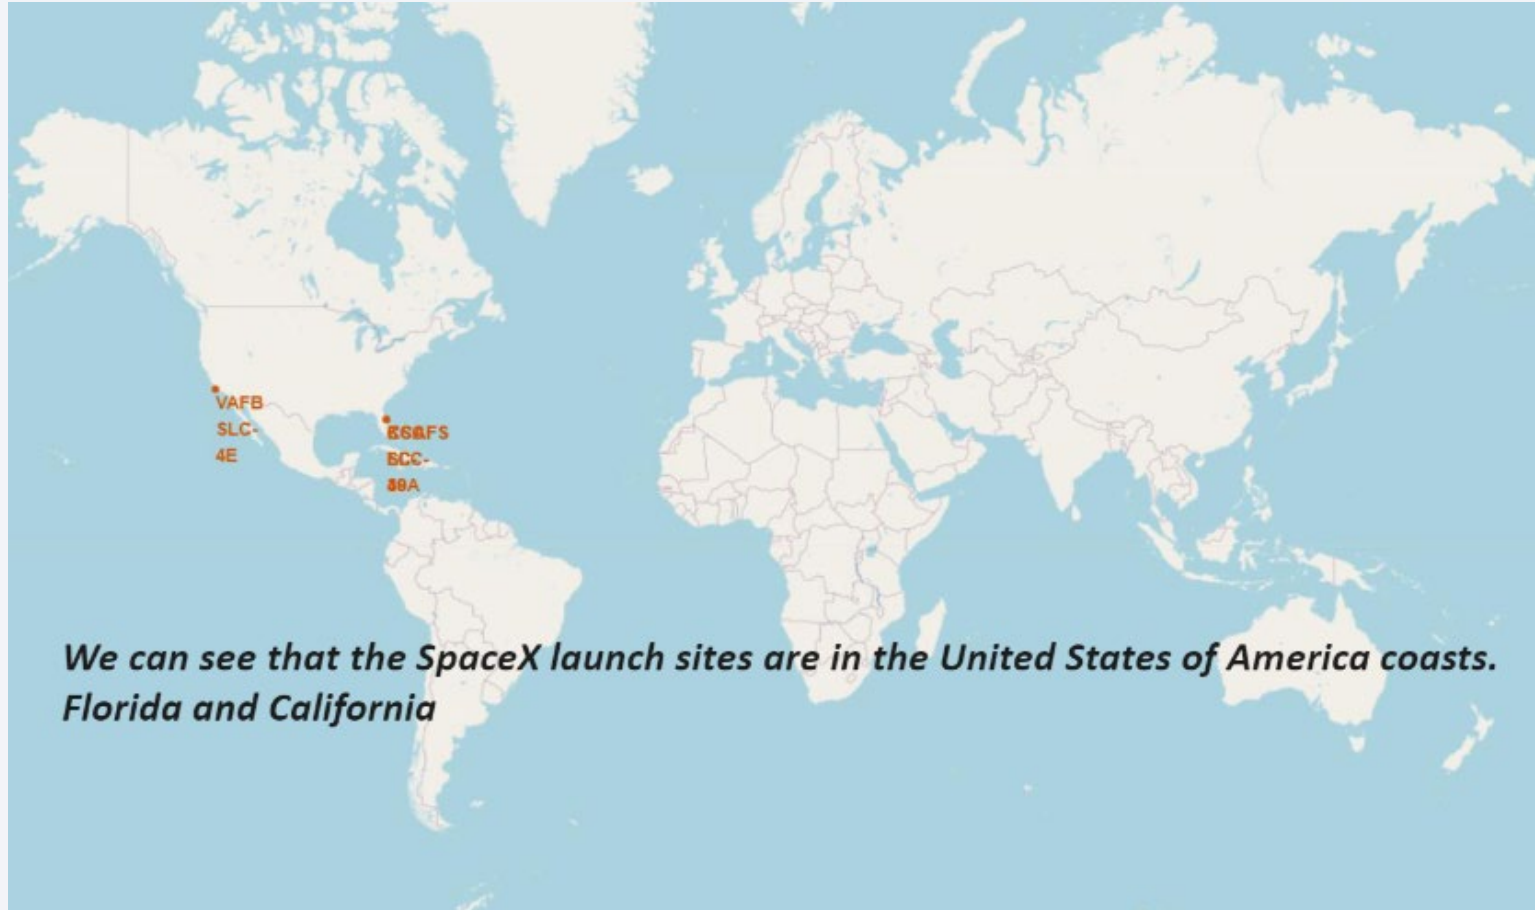 VAFB
SLC-
4E
We can see that the SpaceX launch sites are in the United States of America coasts.
Florida and California